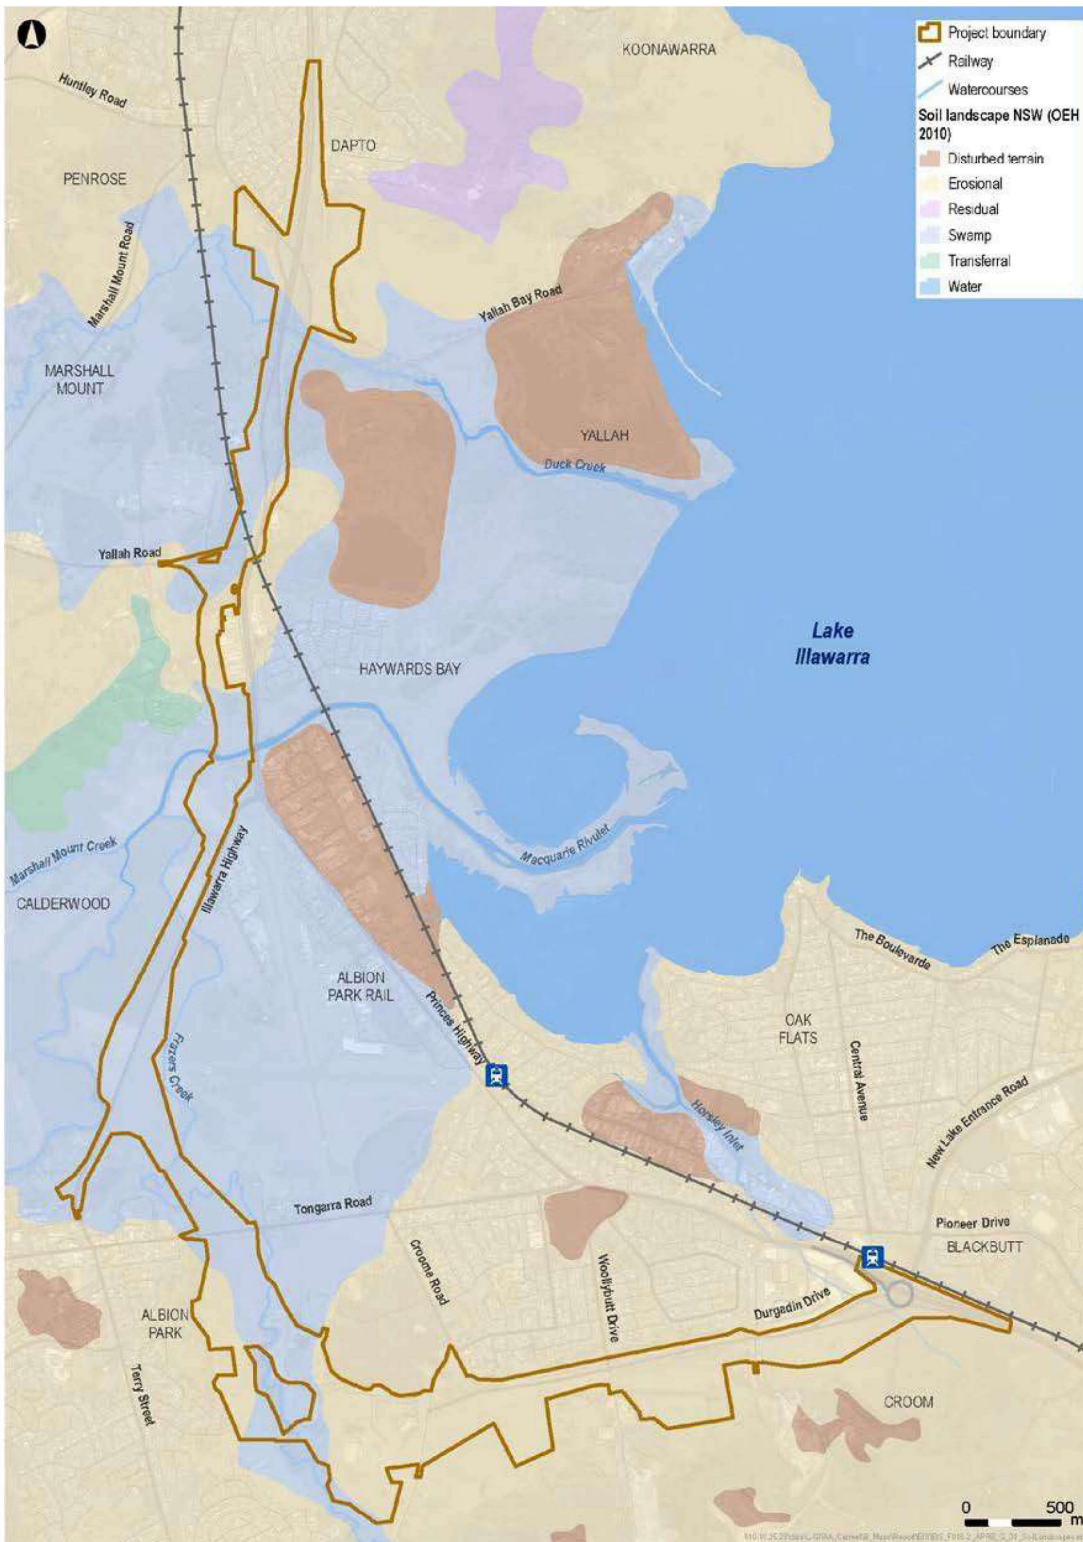 KOONAWARRA
Project boundary
Railway
Watercourses
Soil landscape NSW (OEH
2010)
Disturbed terrain
Erosional
Residual
Swamp
Transferral
Water
Huntley Road
DAPTO
PENROSE
Marshall Mount Road
Yallah Bay Road
MARSHALL
MOUNT
YALLAH
Duck Creek
Yallah Road
Lake
Illawarra
HAYWARDS BAY
Macquarie Rivulet
Marshall Mount Creek
Illawarra Highway
CALDERWOOD
The Boulevarde
The Esplanade
ALBION
PARK RAIL
Princes Highway
OAK
FLATS
Central Avenue
New Lake Entrance Road
Frazers Creek
Horsley Inlet
Tongarra Road
Croome Road
Woollybutt Drive
Pioneer Drive
BLACKBUTT
Durgadin Drive
ALBION
PARK
Terry Street
CROOM
0 500
m